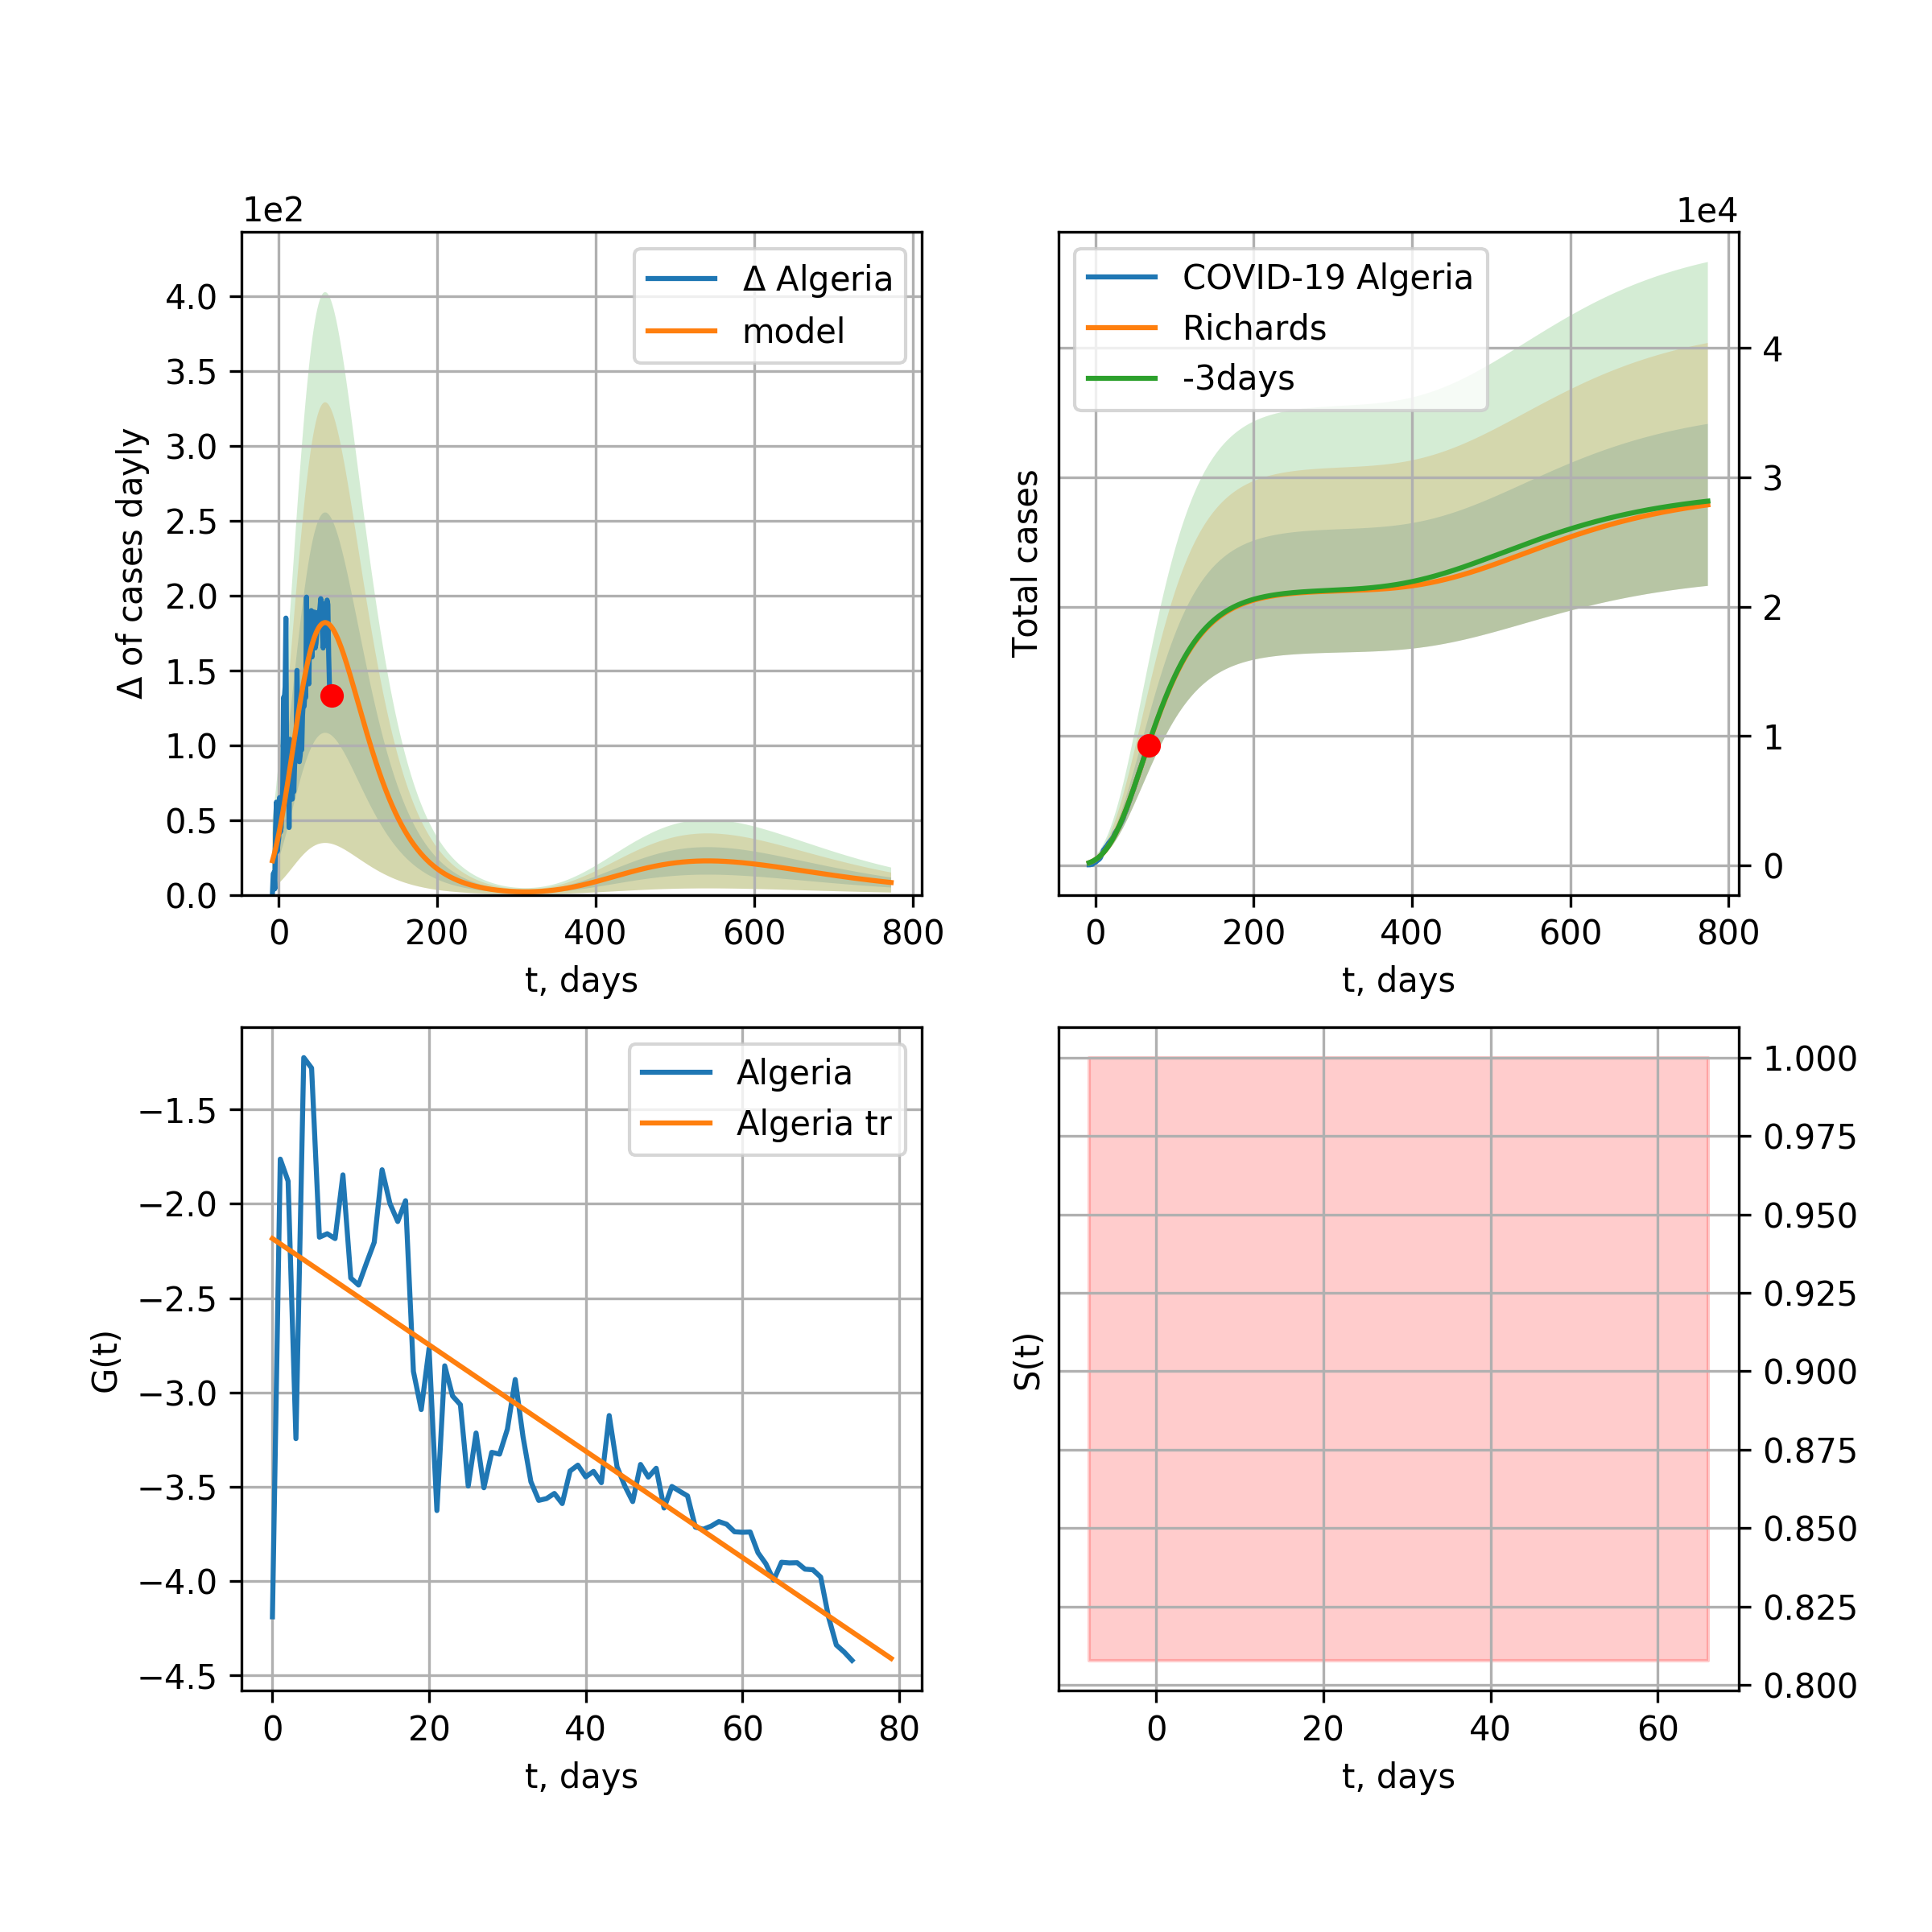 1e2
Δ of cases dayly
4.0
3.5
3.0
2.5
2.0
1.5
1.0
0.5
0.0
Δ Algeria
model
0 200 400 600 800
t, days
1e4
Total cases
COVID-19 Algeria
Richards
-3days
4
3
2
1
0
0 200 400 600 800
t, days
G(t)
−1.5
−2.0
−2.5
−3.0
−3.5
−4.0
−4.5
Algeria
Algeria tr
0 20 40 60 80
t, days
S(t)
1.000
0.975
0.950
0.925
0.900
0.875
0.850
0.825
0.800
0 20 40 60
t, days